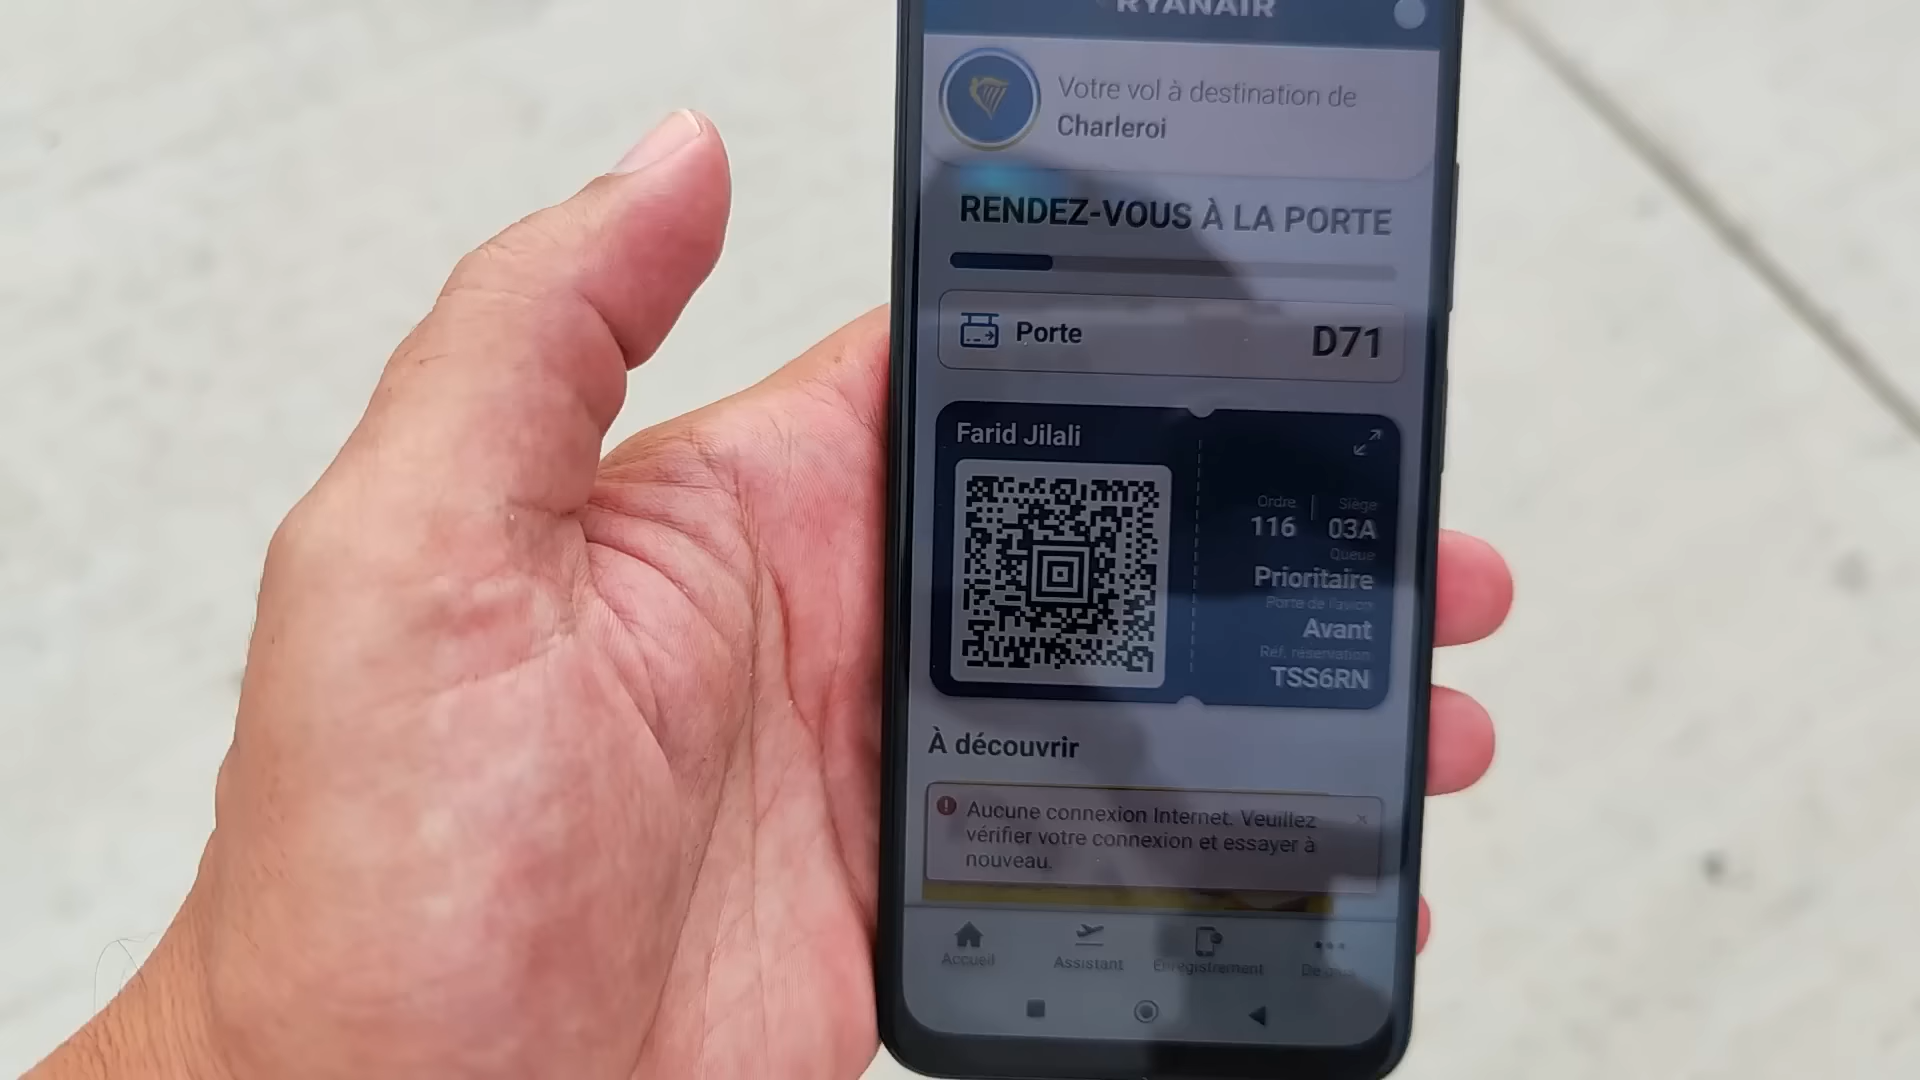 RYANAIR
Votre vol à destination de
Charleroi
RENDEZ-VOUS À LA PORTE
Porte
D71
Farid Jilali
Ordre
Siège
116
03A
Queue
Prioritaire
Porte de l'avion
Avant
Réf. réservation
TSS6RN
À découvrir
Aucune connexion Internet. Veuillez
vérifier votre connexion et essayer à
nouveau.
Accueil
Assistant
Enregistrement
De plus